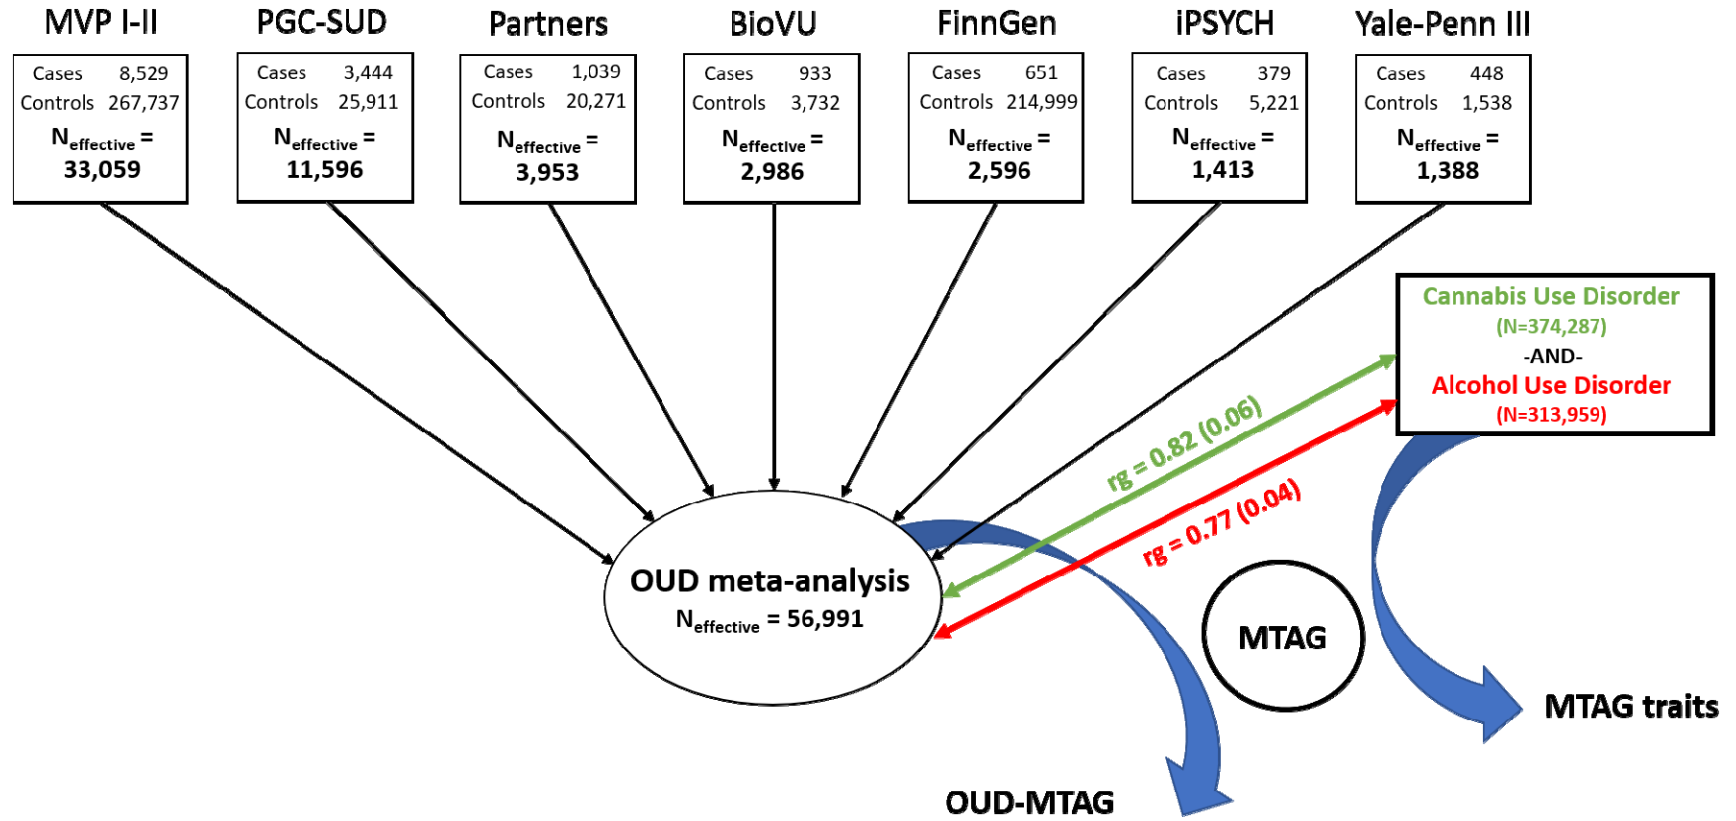 MVP I-II
Cases 8,529
Controls 267,737
Neffective =
33,059
PGC-SUD
Cases 3,444
Controls 25,911
Neffective =
11,596
Partners
Cases 1,039
Controls 20,271
Neffective =
3,953
BioVU
Cases 933
Controls 3,732
Neffective =
2,986
FinnGen
Cases 651
Controls 214,999
Neffective =
2,596
iPSYCH
Cases 379
Controls 5,221
Neffective =
1,413
Yale-Penn III
Cases 448
Controls 1,538
Neffective =
1,388
Cannabis Use Disorder
(N=374,287)
-AND-
Alcohol Use Disorder
(N=313,959)
rg = 0.82 (0.06)
rg = 0.77 (0.04)
OUD meta-analysis
Neffective = 56,991
MTAG
MTAG traits
OUD-MTAG